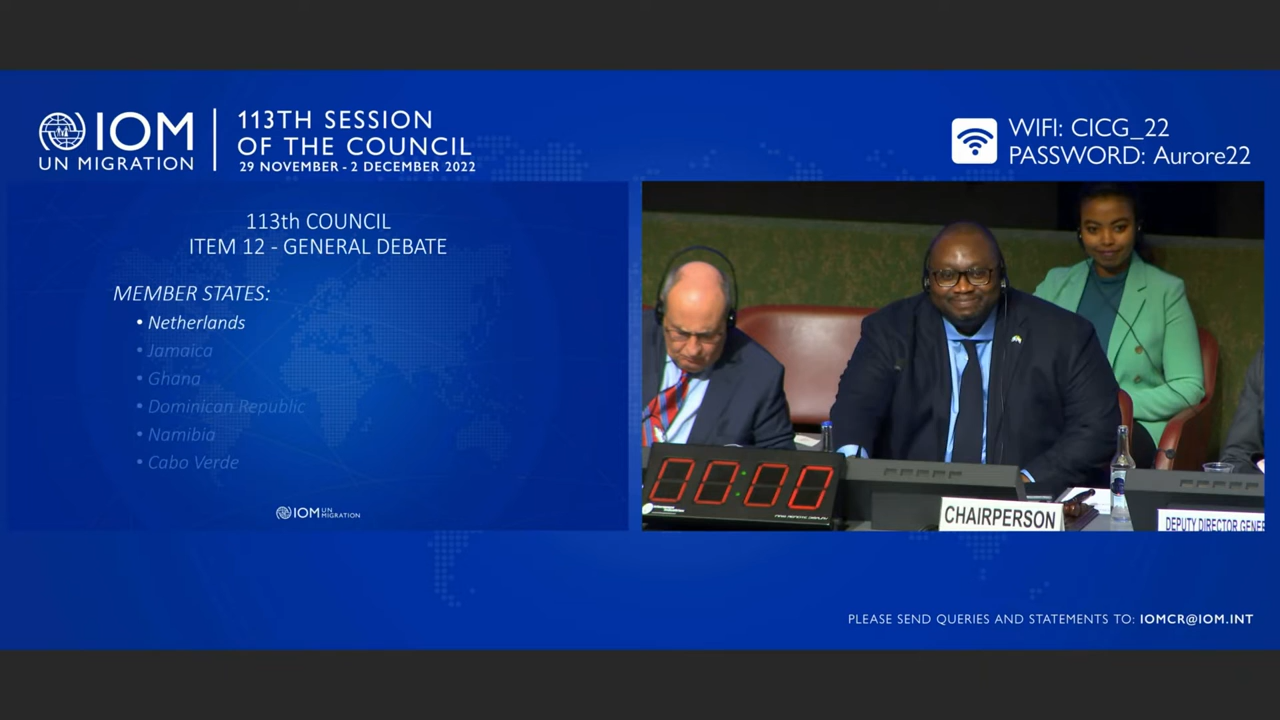 IOM
UN MIGRATION
113TH SESSION
OF THE COUNCIL
29 NOVEMBER - 2 DECEMBER 2022
WIFI: CICG_22
PASSWORD: Aurore22
113th COUNCIL
ITEM 12 - GENERAL DEBATE
MEMBER STATES:
• Netherlands
• Jamaica
• Ghana
• Dominican Republic
• Namibia
• Cabo Verde
IOM UN
MIGRATION
00:00
CHAIRPERSON
DEPUTY DIRECTOR GENE
PLEASE SEND QUERIES AND STATEMENTS TO: IOMCR@IOM.INT